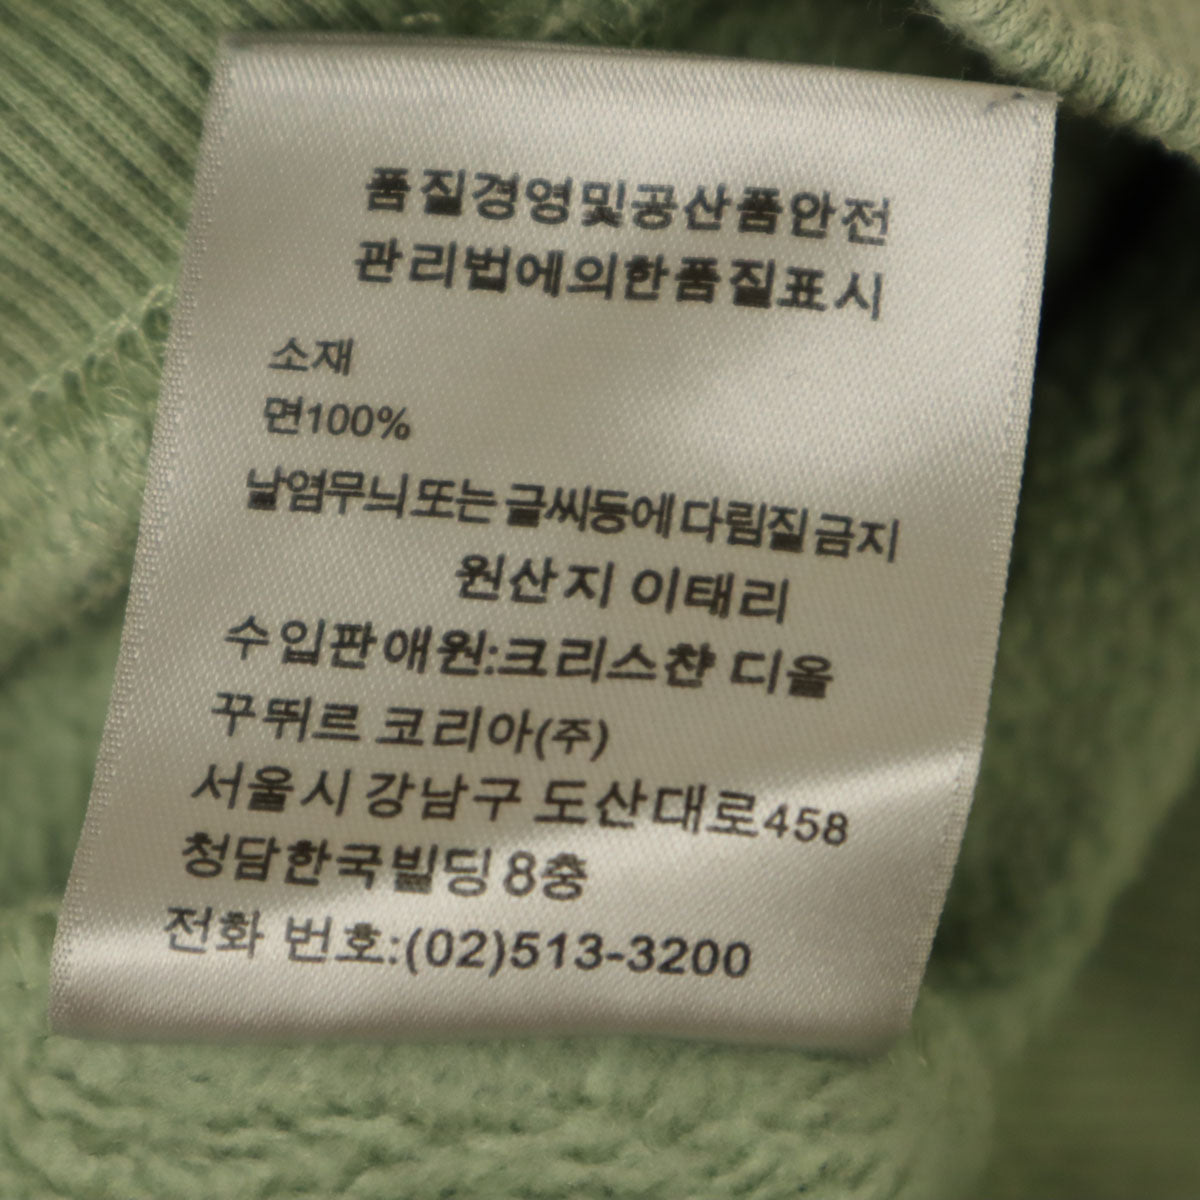 품질경영및공산품안전
관리법에의한품질표시
소재
면100%
날염무늬또는글씨등에다림질금지
원산지 이태리
수입판애원:크리스챤 디올
꾸뛰르 코리아(주)
서울시 강남구 도산대로458
청담한국빌딩 8층
전화 번호:(02)513-3200